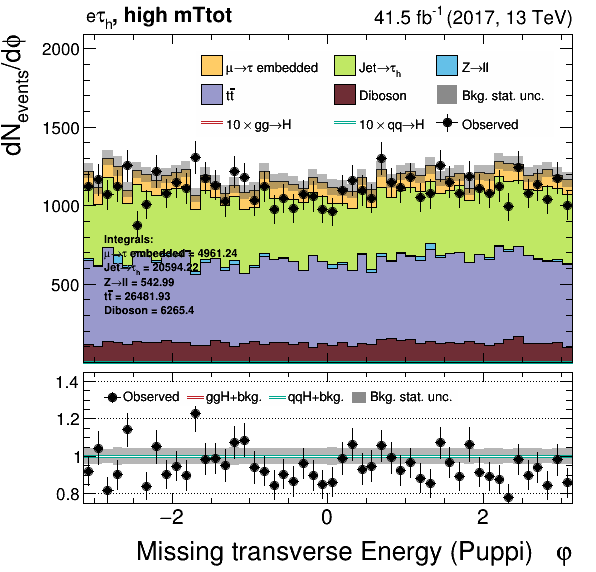 eτh, high mTtot
41.5 fb⁻¹ (2017, 13 TeV)
dNevents/dϕ
2000
1500
1000
500
μ→τ embedded Jet→τh Z→ll
tt̄ Diboson Bkg. stat. unc.
10 × gg→H 10 × qq→H Observed
Integrals:
μ→τ embedded = 4961.24
Jet→τh = 20594.22
Z→ll = 542.99
tt̄ = 26481.93
Diboson = 6265.4
1.4
1.2
1
0.8
Observed ggH+bkg. qqH+bkg. Bkg. stat. unc.
−2 0 2
Missing transverse Energy (Puppi) φ